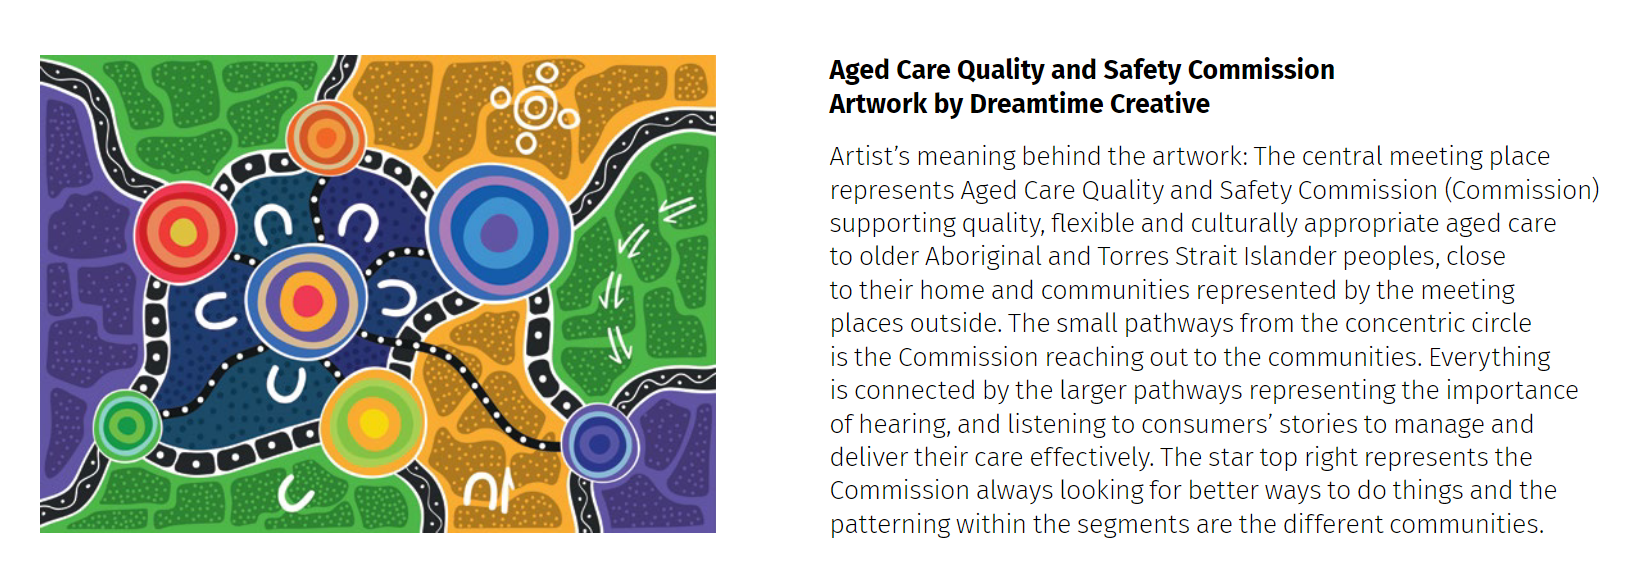 Aged Care Quality and Safety Commission
Artwork by Dreamtime Creative
Artist’s meaning behind the artwork: The central meeting place
represents Aged Care Quality and Safety Commission (Commission)
supporting quality, flexible and culturally appropriate aged care
to older Aboriginal and Torres Strait Islander peoples, close
to their home and communities represented by the meeting
places outside. The small pathways from the concentric circle
is the Commission reaching out to the communities. Everything
is connected by the larger pathways representing the importance
of hearing, and listening to consumers’ stories to manage and
deliver their care effectively. The star top right represents the
Commission always looking for better ways to do things and the
patterning within the segments are the different communities.